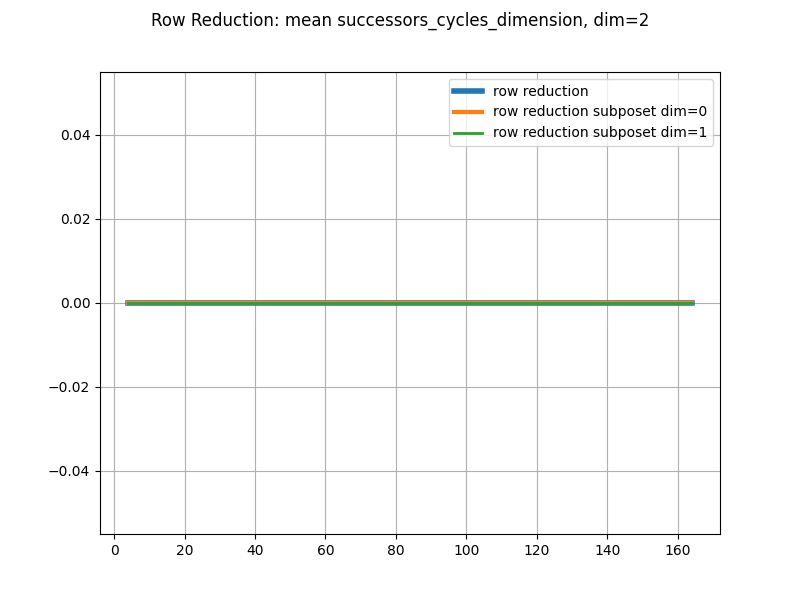 Row Reduction: mean successors_cycles_dimension, dim=2
row reduction
row reduction subposet dim=0
row reduction subposet dim=1
0.04
0.02
0.00
−0.02
−0.04
0 20 40 60 80 100 120 140 160